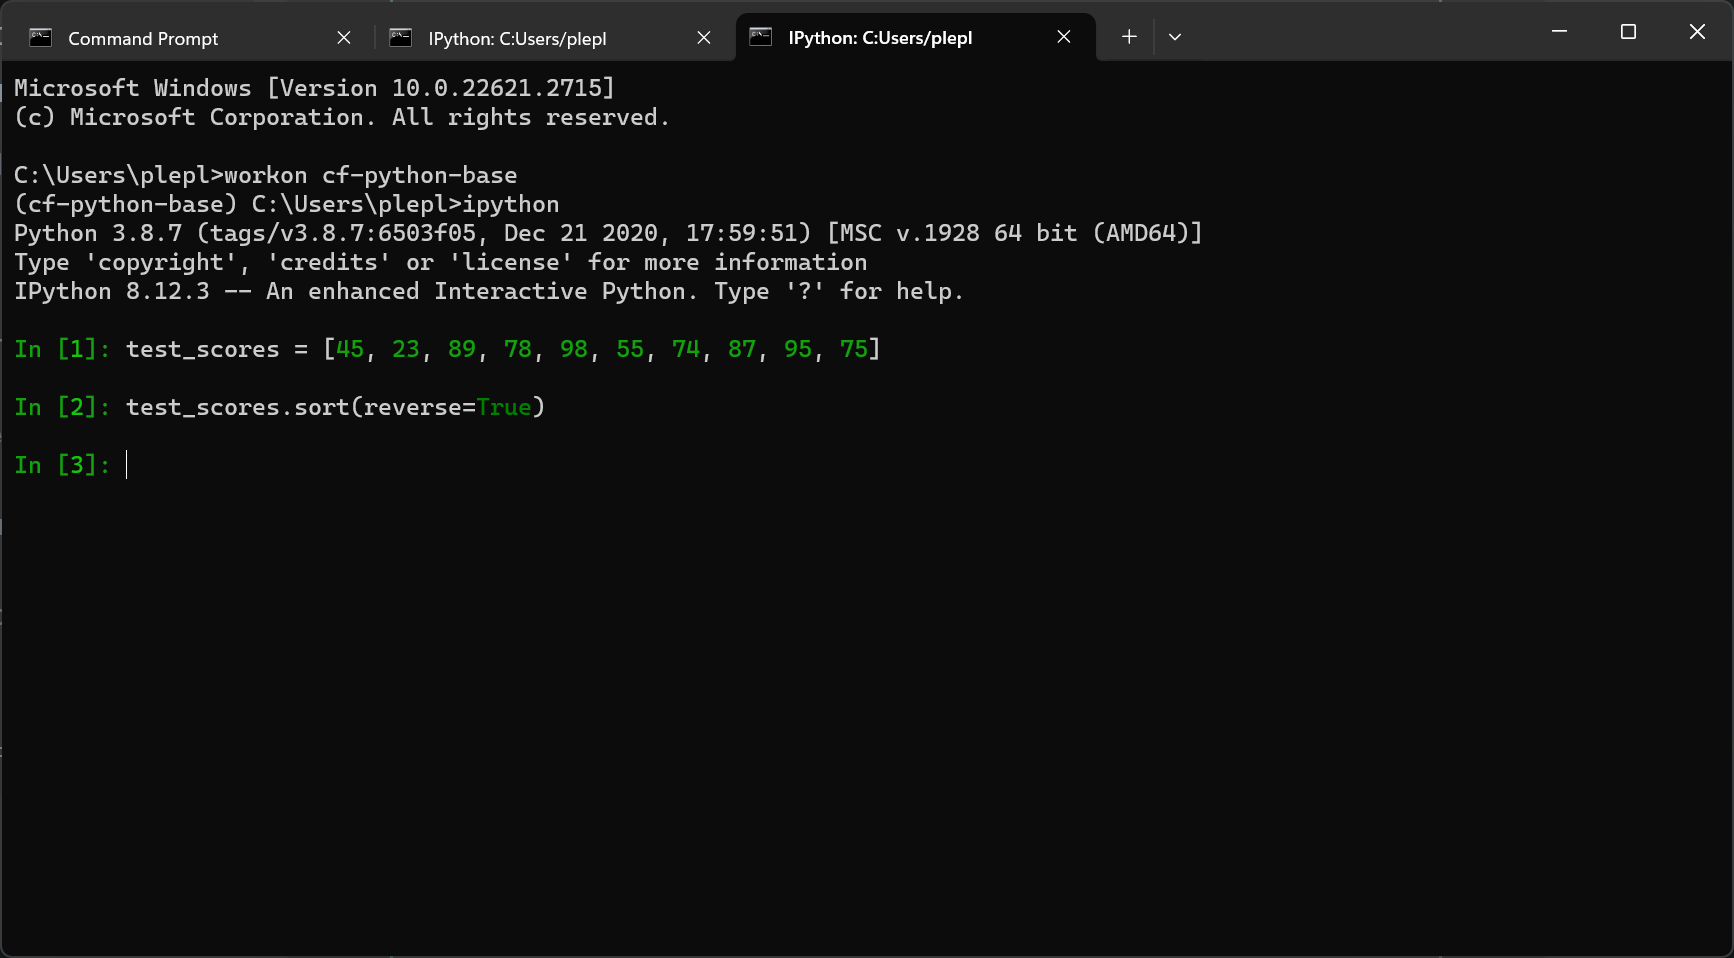 Command Prompt
IPython: C:Users/plepl
IPython: C:Users/plepl
Microsoft Windows [Version 10.0.22621.2715]
(c) Microsoft Corporation. All rights reserved.
C:\Users\plepl>workon cf-python-base
(cf-python-base) C:\Users\plepl>ipython
Python 3.8.7 (tags/v3.8.7:6503f05, Dec 21 2020, 17:59:51) [MSC v.1928 64 bit (AMD64)]
Type 'copyright', 'credits' or 'license' for more information
IPython 8.12.3 -- An enhanced Interactive Python. Type '?' for help.
In [1]: test_scores = [45, 23, 89, 78, 98, 55, 74, 87, 95, 75]
In [2]: test_scores.sort(reverse=True)
In [3]: